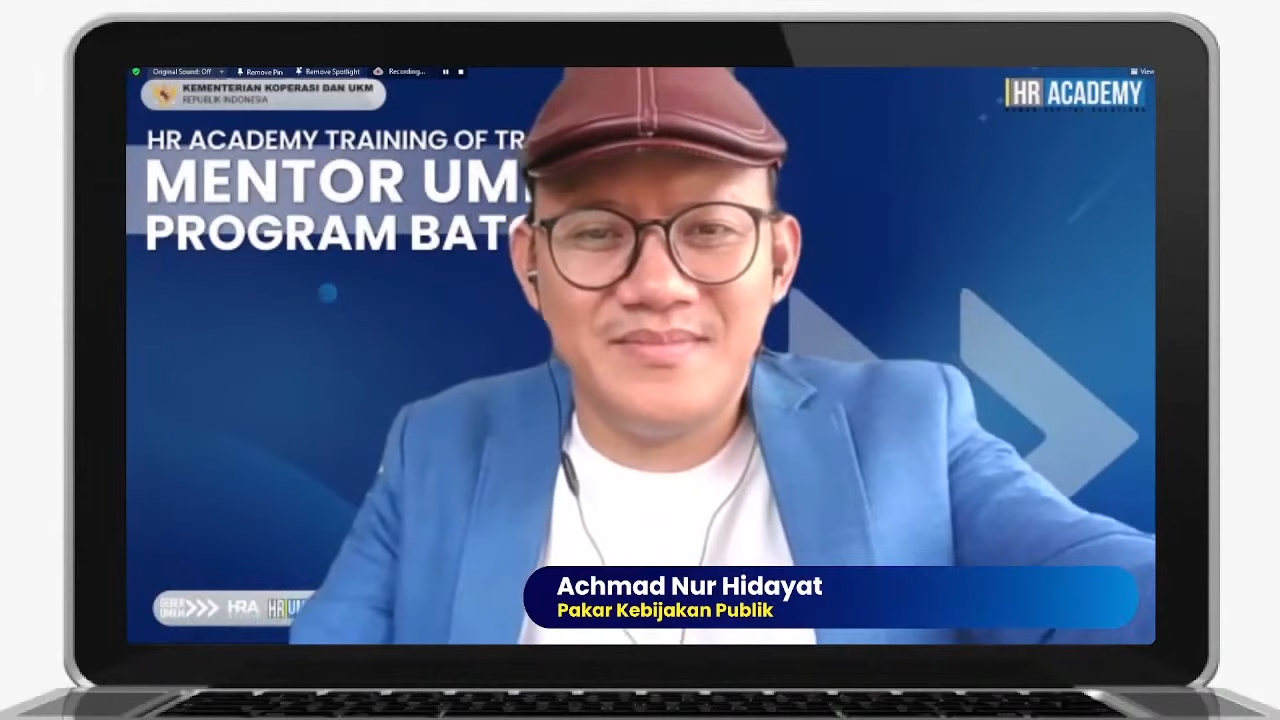 Original Sound: Off
Remove Pin
Remove Spotlight
Recording...
View
KEMENTERIAN KOPERASI DAN UKM
REPUBLIK INDONESIA
HR ACADEMY
HR ACADEMY TRAINING OF TR
MENTOR UM
PROGRAM BAT
Achmad Nur Hidayat
Pakar Kebijakan Publik
HRA